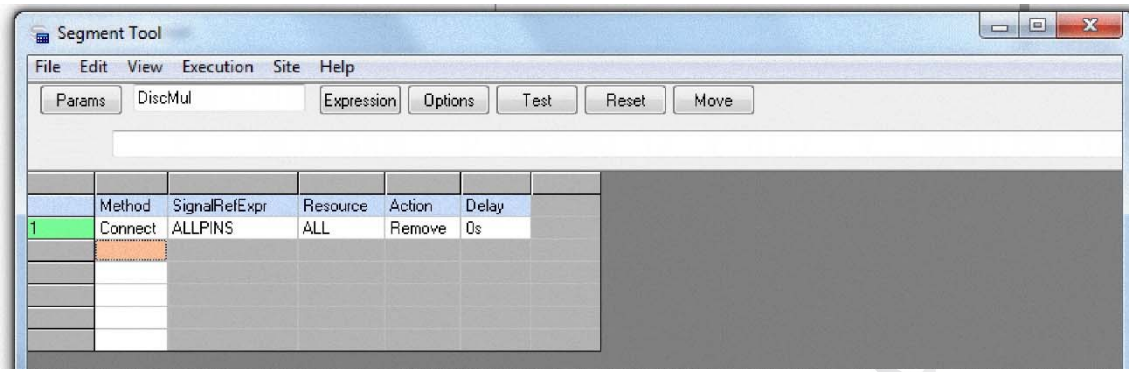 Segment Tool
File Edit View Execution Site Help
Params DiscMul Expression Options Test Reset Move
Method SignalRefExpr Resource Action Delay
1 Connect ALLPINS ALL Remove 0s